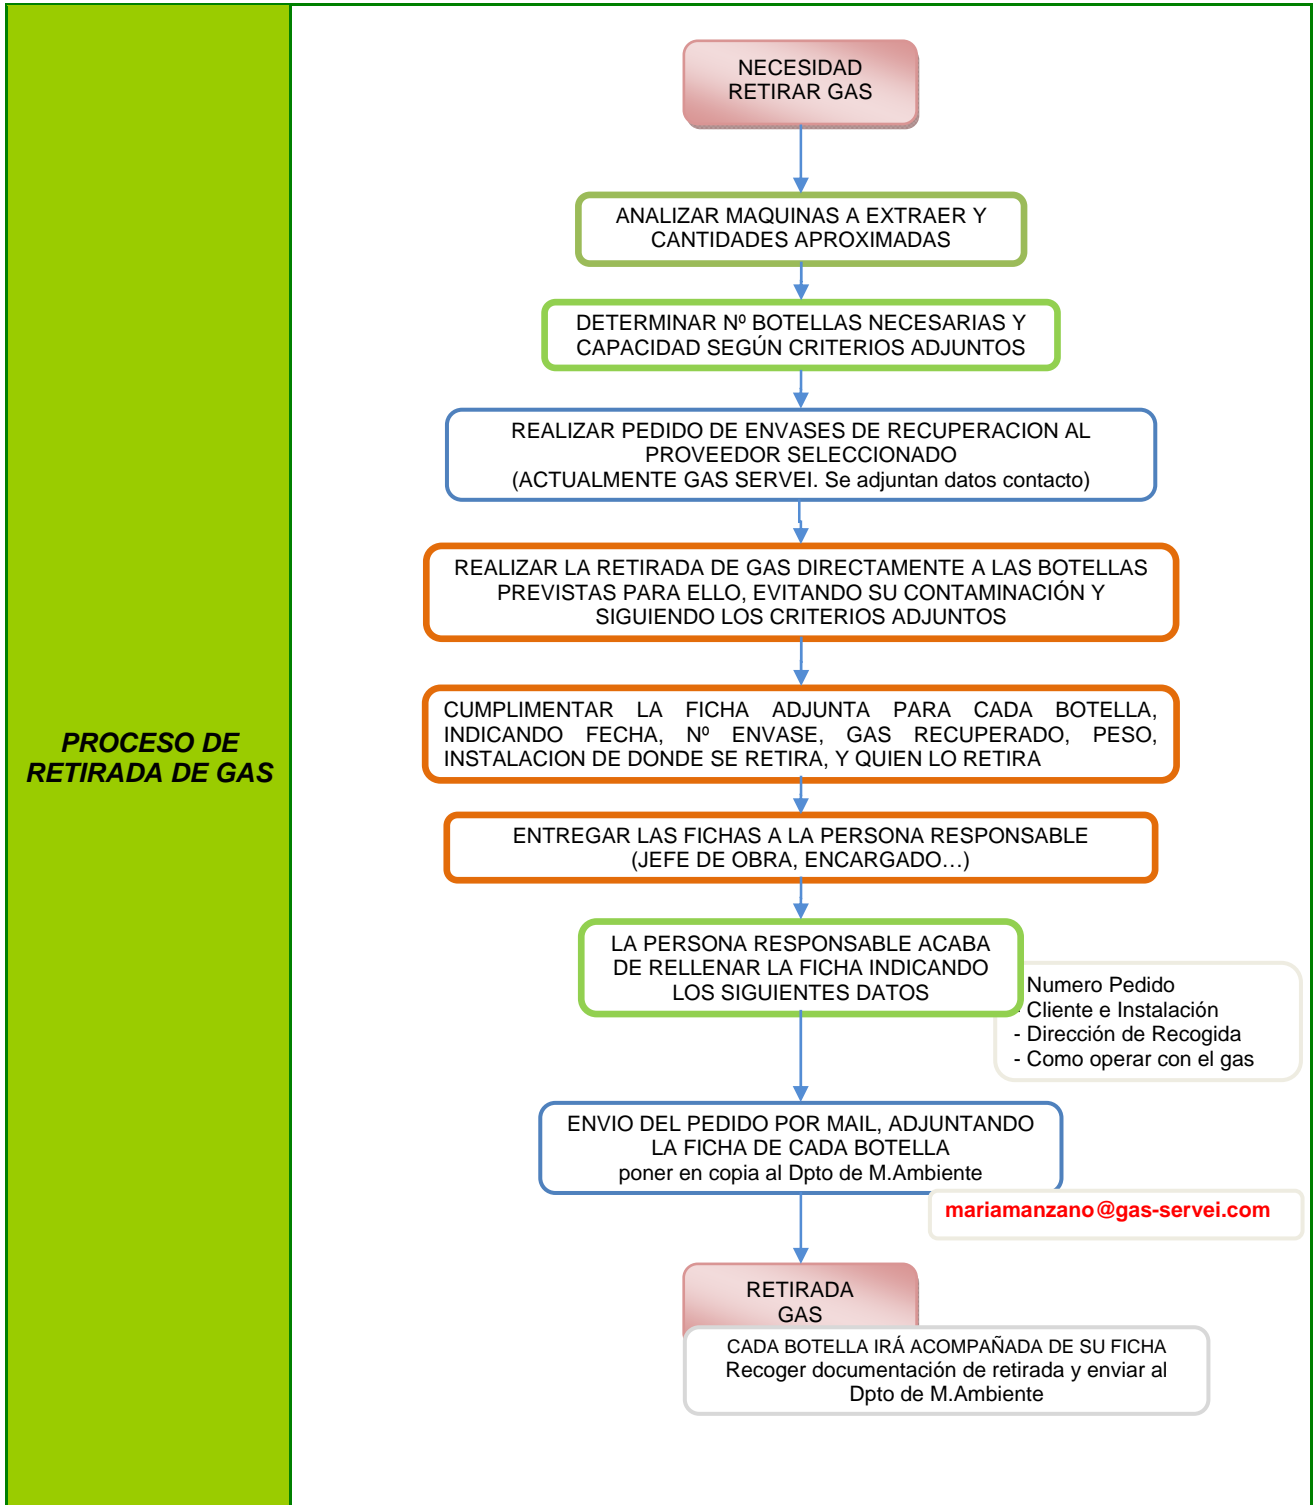 PROCESO DE
RETIRADA DE GAS
NECESIDAD
RETIRAR GAS
ANALIZAR MAQUINAS A EXTRAER Y
CANTIDADES APROXIMADAS
DETERMINAR Nº BOTELLAS NECESARIAS Y
CAPACIDAD SEGÚN CRITERIOS ADJUNTOS
REALIZAR PEDIDO DE ENVASES DE RECUPERACION AL
PROVEEDOR SELECCIONADO
(ACTUALMENTE GAS SERVEI. Se adjuntan datos contacto)
REALIZAR LA RETIRADA DE GAS DIRECTAMENTE A LAS BOTELLAS
PREVISTAS PARA ELLO, EVITANDO SU CONTAMINACIÓN Y
SIGUIENDO LOS CRITERIOS ADJUNTOS
CUMPLIMENTAR LA FICHA ADJUNTA PARA CADA BOTELLA,
INDICANDO FECHA, Nº ENVASE, GAS RECUPERADO, PESO,
INSTALACION DE DONDE SE RETIRA, Y QUIEN LO RETIRA
ENTREGAR LAS FICHAS A LA PERSONA RESPONSABLE
(JEFE DE OBRA, ENCARGADO…)
LA PERSONA RESPONSABLE ACABA
DE RELLENAR LA FICHA INDICANDO
LOS SIGUIENTES DATOS
Numero Pedido
- Cliente e Instalación
- Dirección de Recogida
- Como operar con el gas
ENVIO DEL PEDIDO POR MAIL, ADJUNTANDO
LA FICHA DE CADA BOTELLA
poner en copia al Dpto de M.Ambiente
mariamanzano@gas-servei.com
RETIRADA
GAS
CADA BOTELLA IRÁ ACOMPAÑADA DE SU FICHA
Recoger documentación de retirada y enviar al
Dpto de M.Ambiente